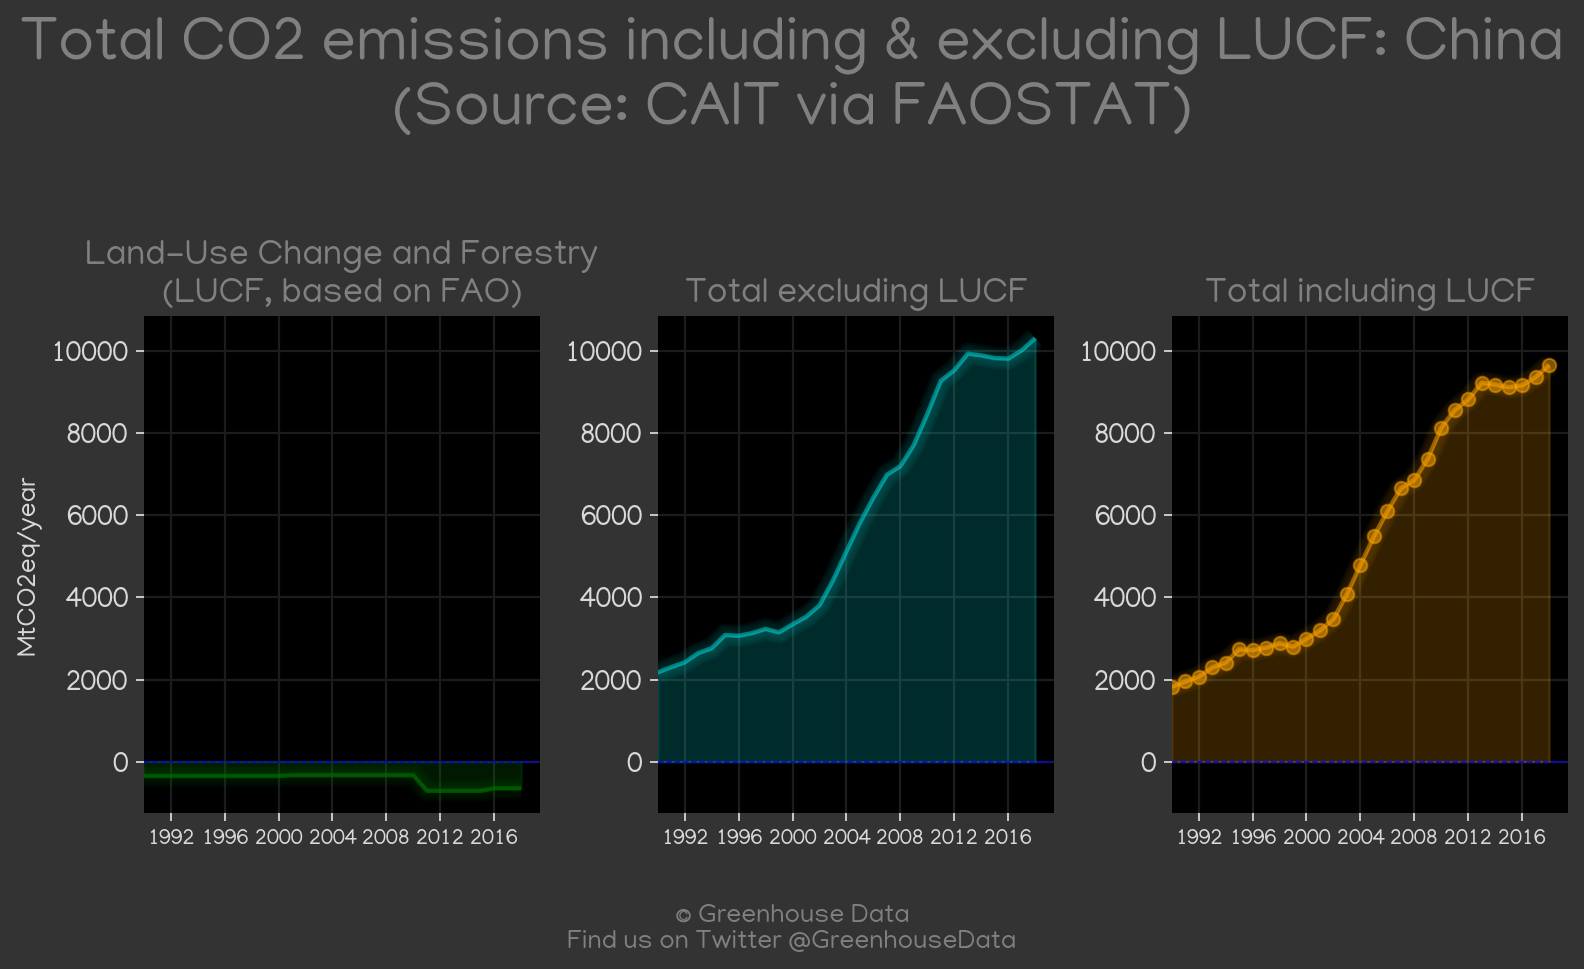 Total CO2 emissions including & excluding LUCF: China
(Source: CAIT via FAOSTAT)
Land-Use Change and Forestry
(LUCF, based on FAO)
Total excluding LUCF
Total including LUCF
MtCO2eq/year
10000
8000
6000
4000
2000
0
1992 1996 2000 2004 2008 2012 2016
10000
8000
6000
4000
2000
0
1992 1996 2000 2004 2008 2012 2016
10000
8000
6000
4000
2000
0
1992 1996 2000 2004 2008 2012 2016
© Greenhouse Data
Find us on Twitter @GreenhouseData